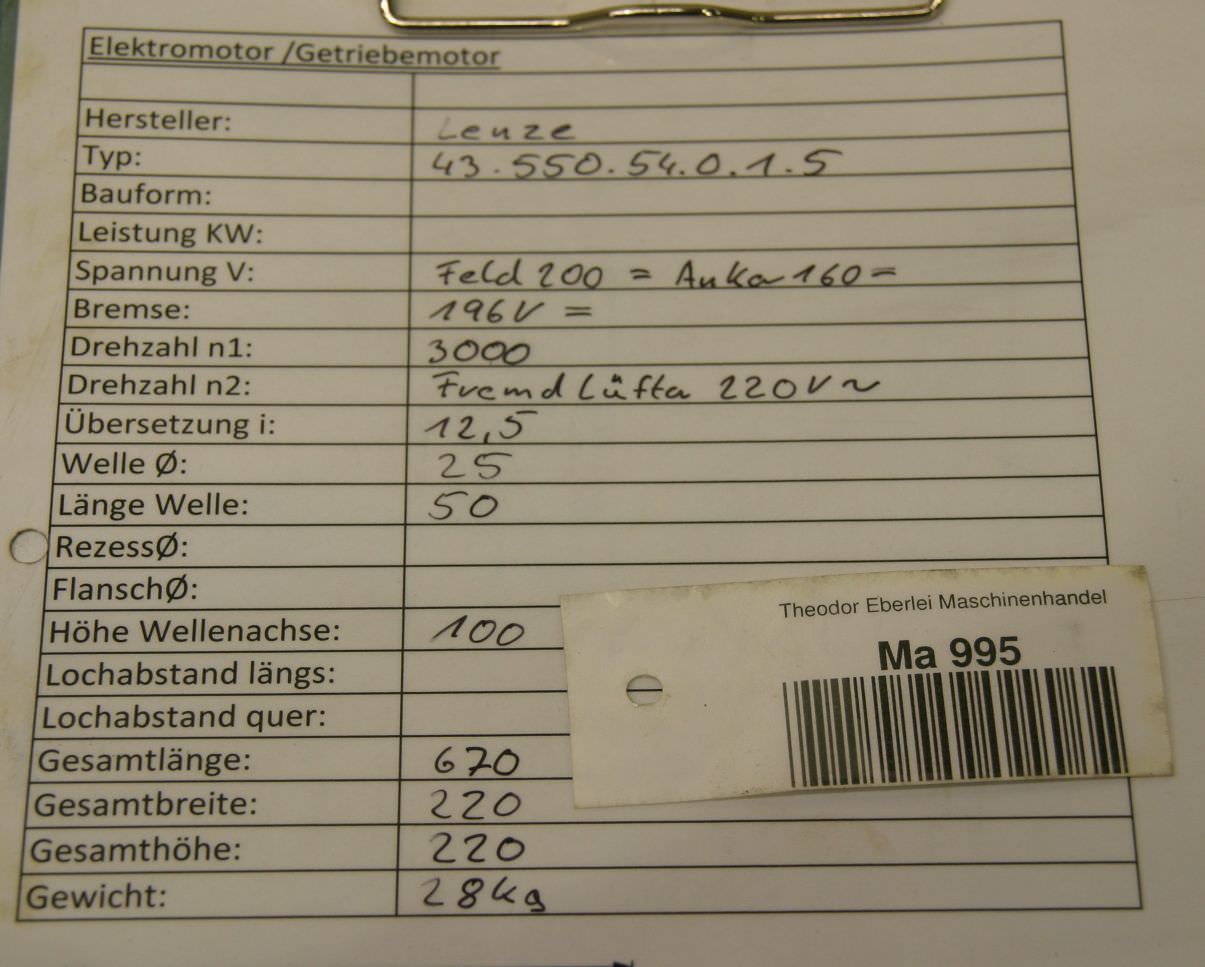 Elektromotor /Getriebemotor
Hersteller: Lenze
Typ: 43.550.54.0.1.5
Bauform:
Leistung KW:
Spannung V: Feld 200 = Anker 160 =
Bremse: 196V =
Drehzahl n1: 3000
Drehzahl n2: Fremdlüfter 220V ~
Übersetzung i: 12,5
Welle Ø: 25
Länge Welle: 50
RezessØ:
FlanschØ:
Höhe Wellenachse: 100
Lochabstand längs:
Lochabstand quer:
Gesamtlänge: 670
Gesamtbreite: 220
Gesamthöhe: 220
Gewicht: 28kg
Theodor Eberlei Maschinenhandel
Ma 995